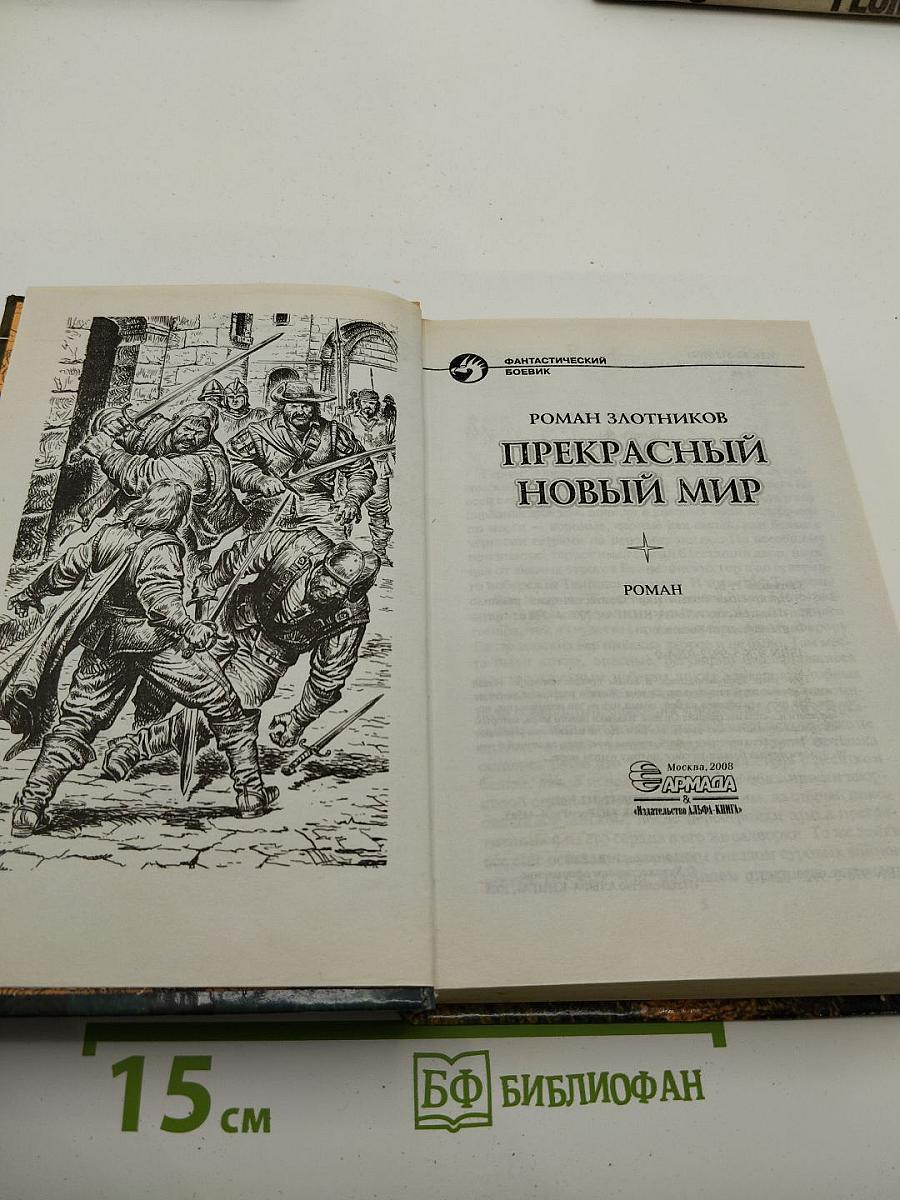 ФАНТАСТИЧЕСКИЙ
БОЕВИК
РОМАН ЗЛОТНИКОВ
ПРЕКРАСНЫЙ
НОВЫЙ МИР
РОМАН
Москва, 2008
АРМАДА
&
«Издательство АЛЬФА-КНИГА»
15 см
БФ БИБЛИОФАН